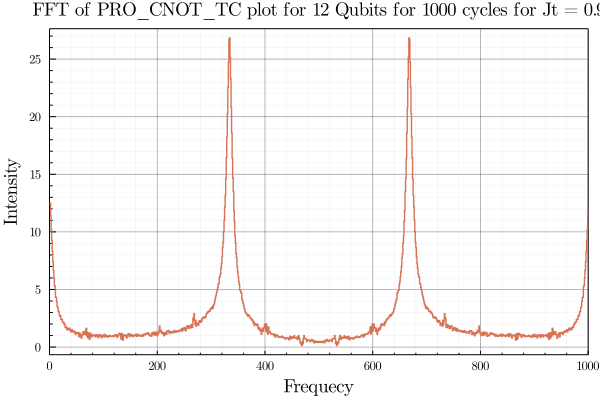 FFT of PRO_CNOT_TC plot for 12 Qubits for 1000 cycles for Jt = 0.9
Intensity
25
20
15
10
5
0
0 200 400 600 800 1000
Frequecy